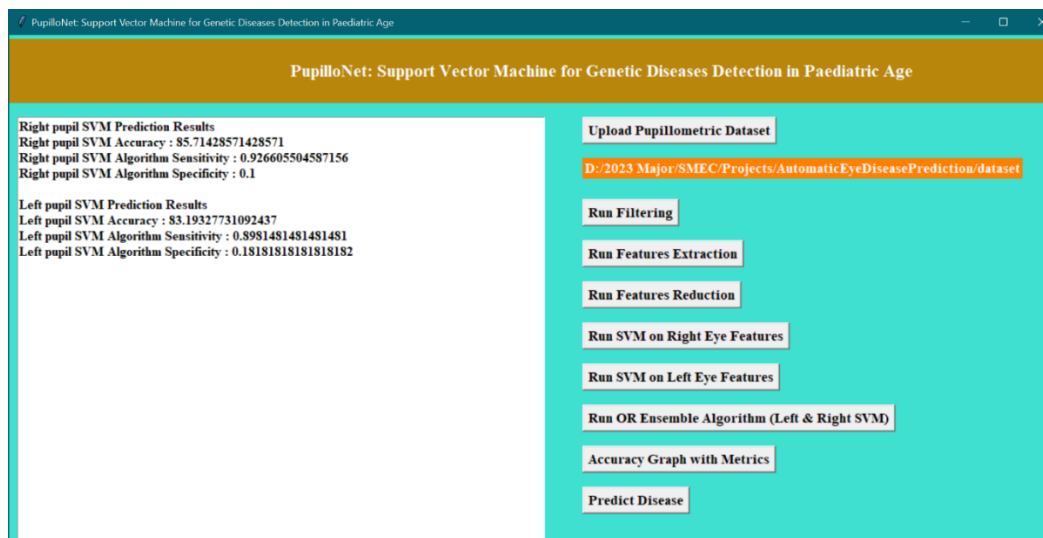 PupilloNet: Support Vector Machine for Genetic Diseases Detection in Paediatric Age
PupilloNet: Support Vector Machine for Genetic Diseases Detection in Paediatric Age
Right pupil SVM Prediction Results
Right pupil SVM Accuracy : 85.71428571428571
Right pupil SVM Algorithm Sensitivity : 0.926605504587156
Right pupil SVM Algorithm Specificity : 0.1
Left pupil SVM Prediction Results
Left pupil SVM Accuracy : 83.19327731092437
Left pupil SVM Algorithm Sensitivity : 0.8981481481481481
Left pupil SVM Algorithm Specificity : 0.18181818181818182
Upload Pupillometric Dataset
D:/2023 Major/SMEC/Projects/AutomaticEyeDiseasePrediction/dataset
Run Filtering
Run Features Extraction
Run Features Reduction
Run SVM on Right Eye Features
Run SVM on Left Eye Features
Run OR Ensemble Algorithm (Left & Right SVM)
Accuracy Graph with Metrics
Predict Disease